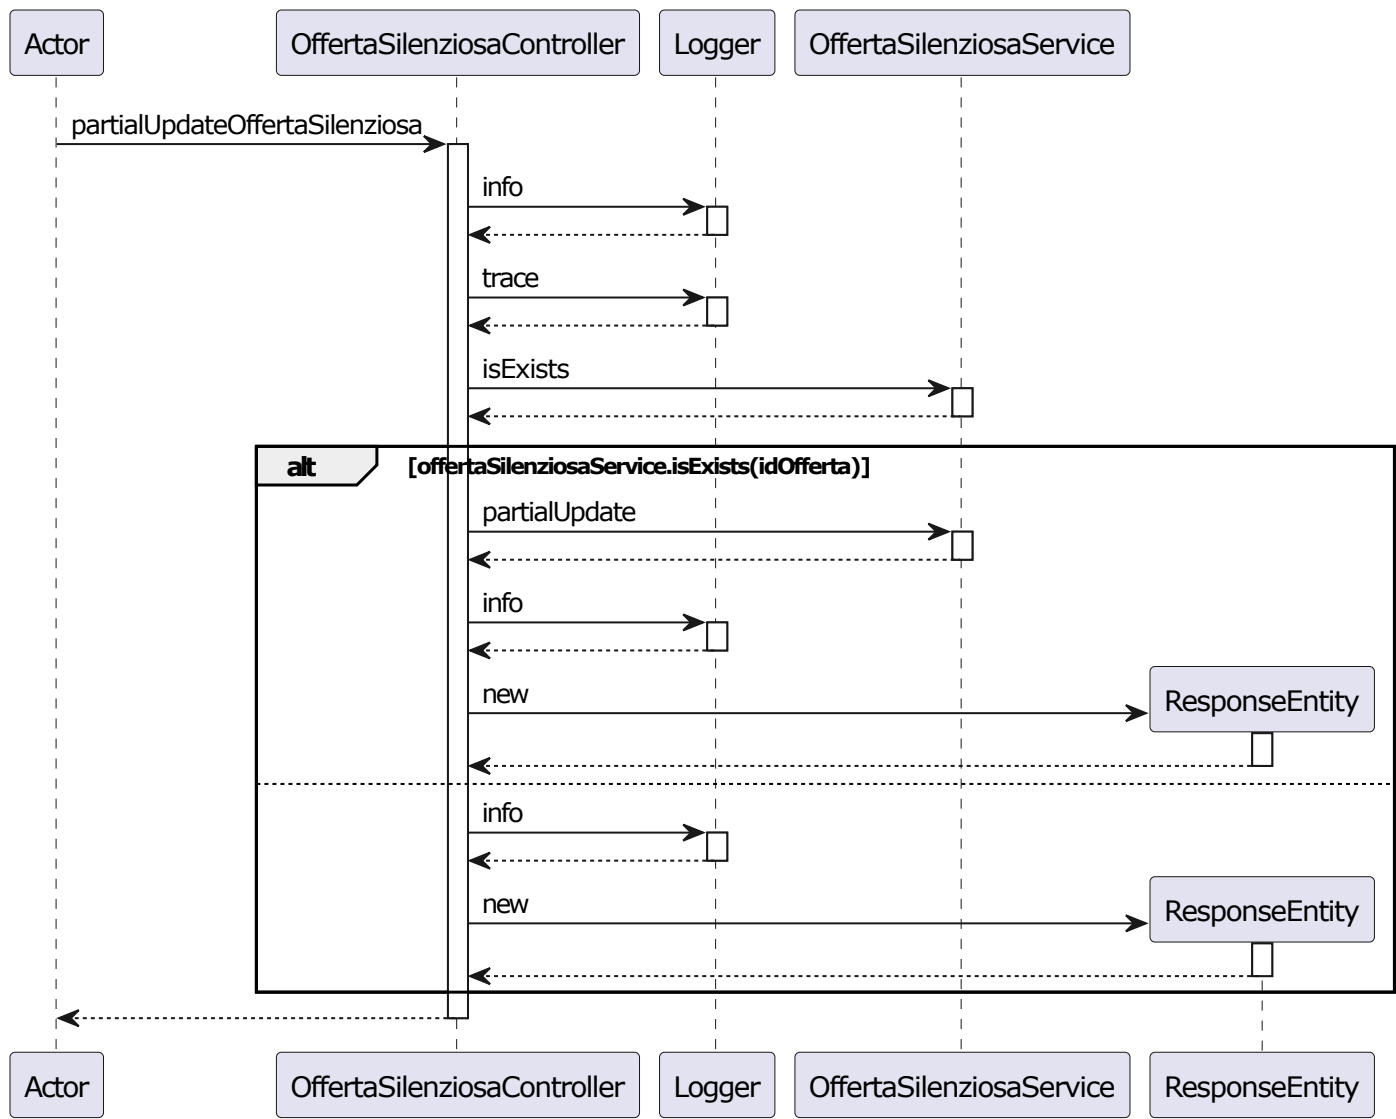 Actor OffertaSilenziosaController Logger OffertaSilenziosaService
partialUpdateOffertaSilenziosa
info
trace
isExists
alt [offertaSilenziosaService.isExists(idOfferta)]
partialUpdate
info
new ResponseEntity
info
new ResponseEntity
Actor OffertaSilenziosaController Logger OffertaSilenziosaService ResponseEntity